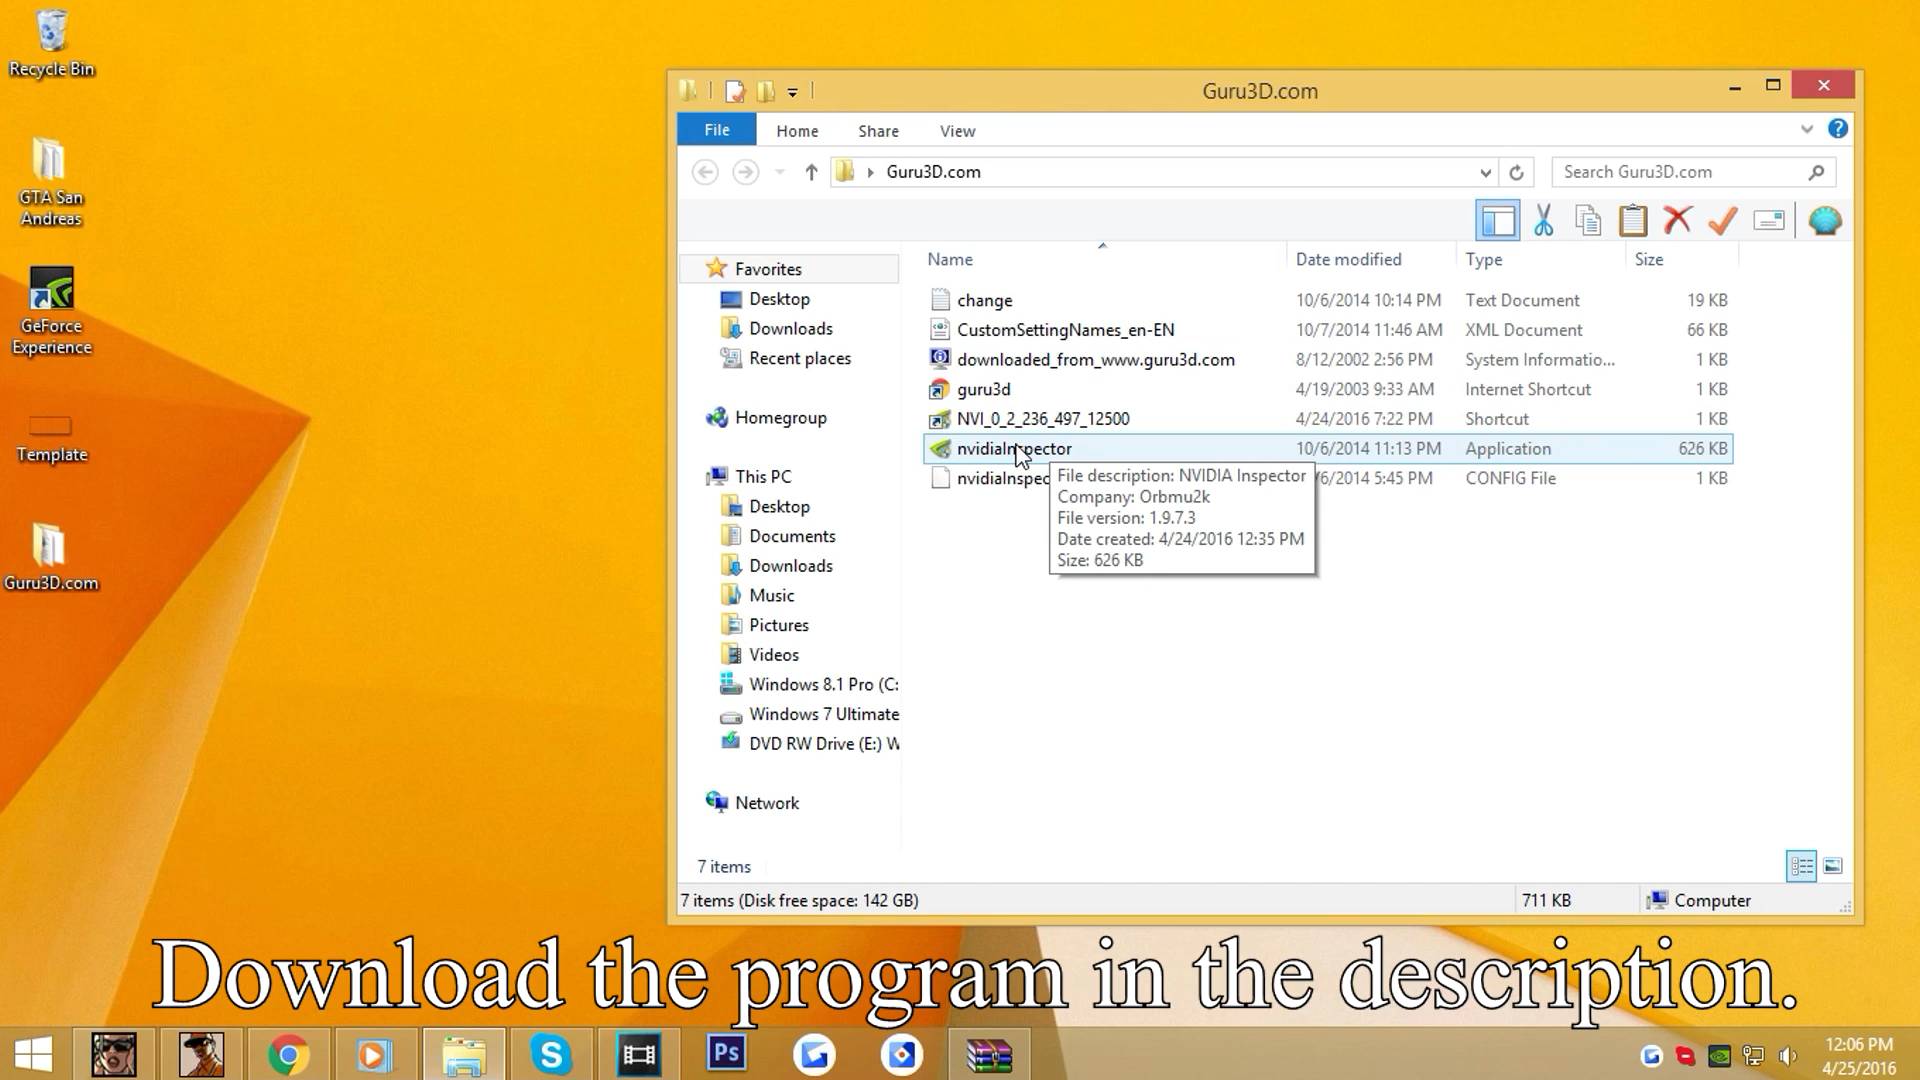 Recycle Bin
GTA San
Andreas
GeForce
Experience
Template
Guru3D.com
Guru3D.com
File
Home
Share
View
Guru3D.com
Search Guru3D.com
Favorites
Desktop
Downloads
Recent places
Homegroup
This PC
Desktop
Documents
Downloads
Music
Pictures
Videos
Windows 8.1 Pro (C:
Windows 7 Ultimate
DVD RW Drive (E:) W
Network
Name Date modified Type Size
change 10/6/2014 10:14 PM Text Document 19 KB
CustomSettingNames_en-EN 10/7/2014 11:46 AM XML Document 66 KB
downloaded_from_www.guru3d.com 8/12/2002 2:56 PM System Informatio... 1 KB
guru3d 4/19/2003 9:33 AM Internet Shortcut 1 KB
NVI_0_2_236_497_12500 4/24/2016 7:22 PM Shortcut 1 KB
nvidiaInspector 10/6/2014 11:13 PM Application 626 KB
nvidiaInspec /6/2014 5:45 PM CONFIG File 1 KB
File description: NVIDIA Inspector
Company: Orbmu2k
File version: 1.9.7.3
Date created: 4/24/2016 12:35 PM
Size: 626 KB
7 items
7 items (Disk free space: 142 GB) 711 KB Computer
Download the program in the description.
Ps
12:06 PM
4/25/2016